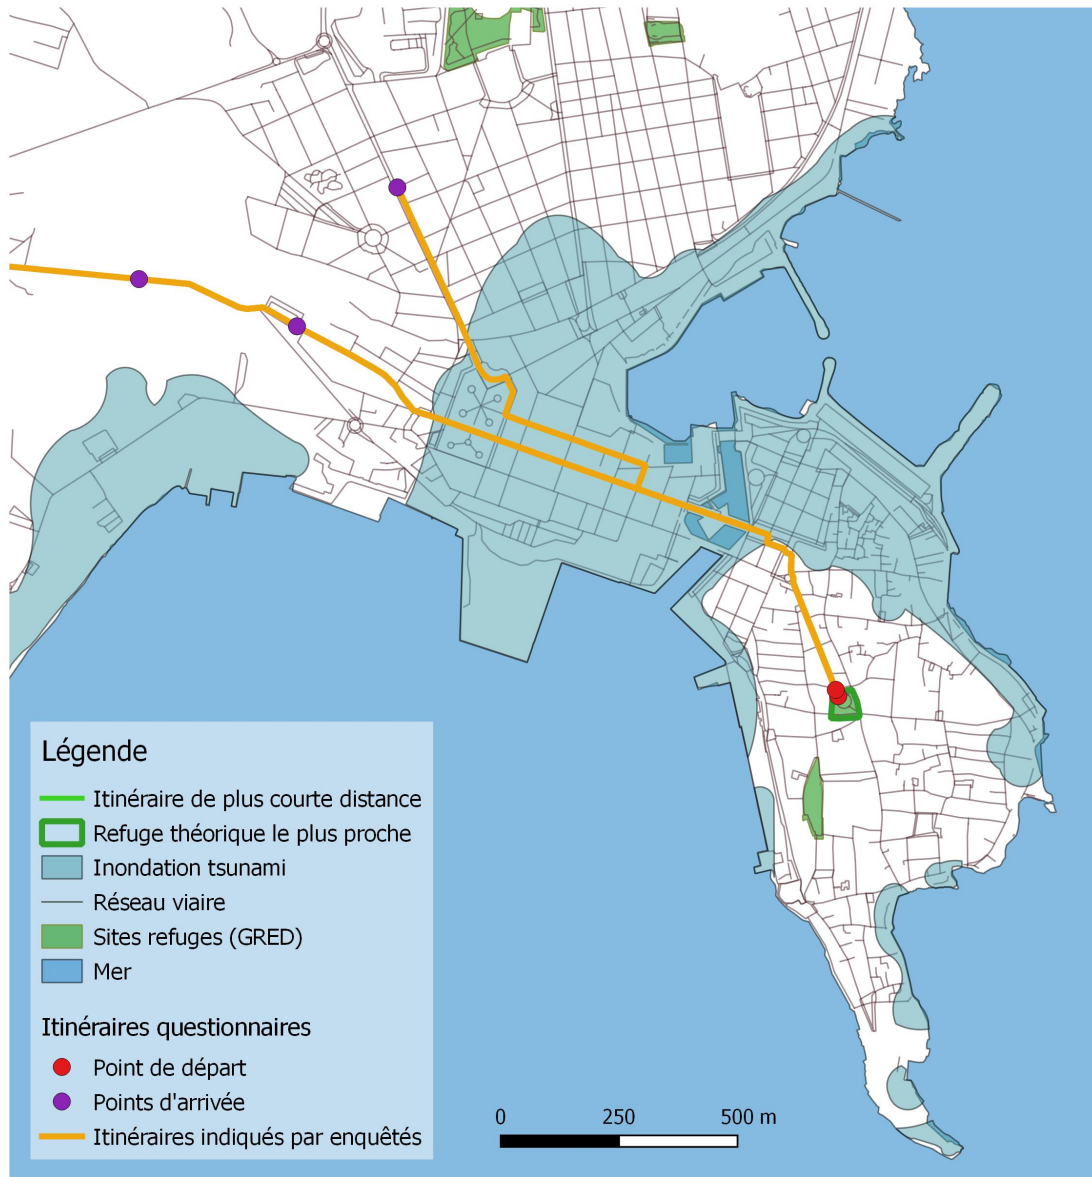 Légende
Itinéraire de plus courte distance
Refuge théorique le plus proche
Inondation tsunami
Réseau viaire
Sites refuges (GRED)
Mer
Itinéraires questionnaires
Point de départ
Points d'arrivée
Itinéraires indiqués par enquêtés
0 250 500 m